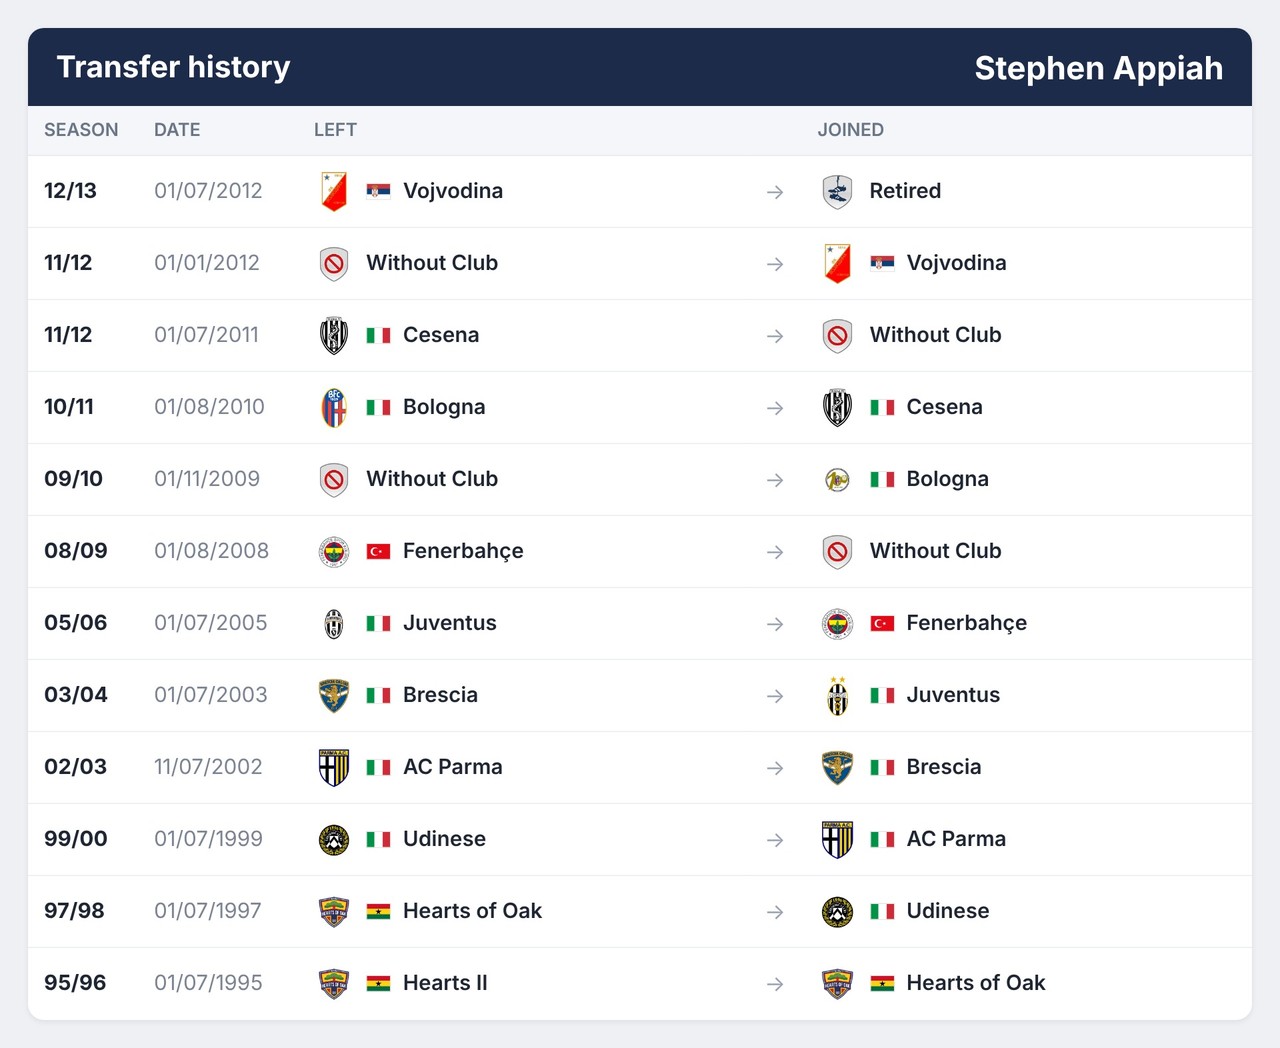 Transfer history Stephen Appiah
SEASON DATE LEFT JOINED
12/13 01/07/2012 Vojvodina → Retired
11/12 01/01/2012 Without Club → Vojvodina
11/12 01/07/2011 Cesena → Without Club
10/11 01/08/2010 Bologna → Cesena
09/10 01/11/2009 Without Club → Bologna
08/09 01/08/2008 Fenerbahçe → Without Club
05/06 01/07/2005 Juventus → Fenerbahçe
03/04 01/07/2003 Brescia → Juventus
02/03 11/07/2002 AC Parma → Brescia
99/00 01/07/1999 Udinese → AC Parma
97/98 01/07/1997 Hearts of Oak → Udinese
95/96 01/07/1995 Hearts II → Hearts of Oak